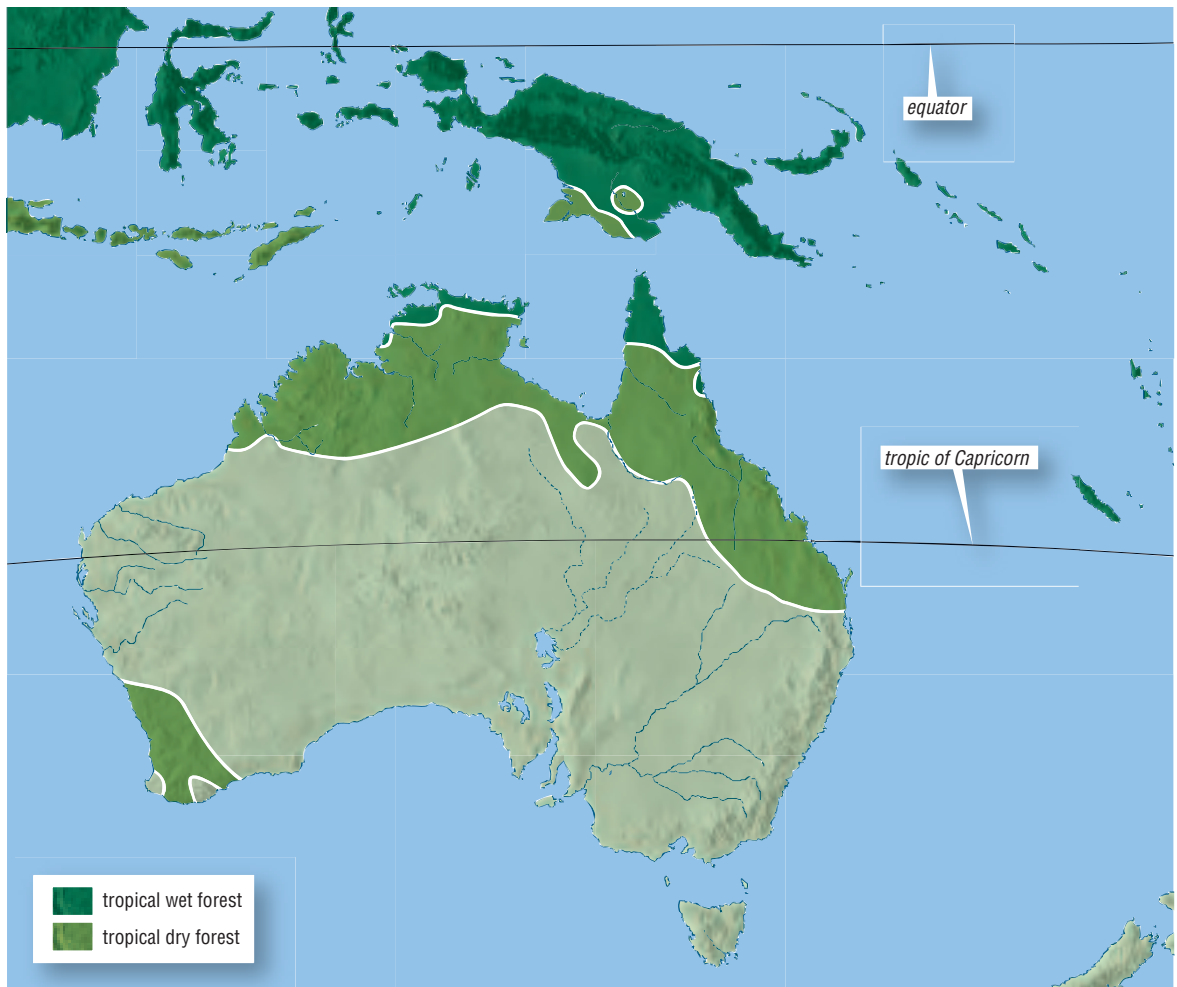 equator
tropic of Capricorn
tropical wet forest
tropical dry forest